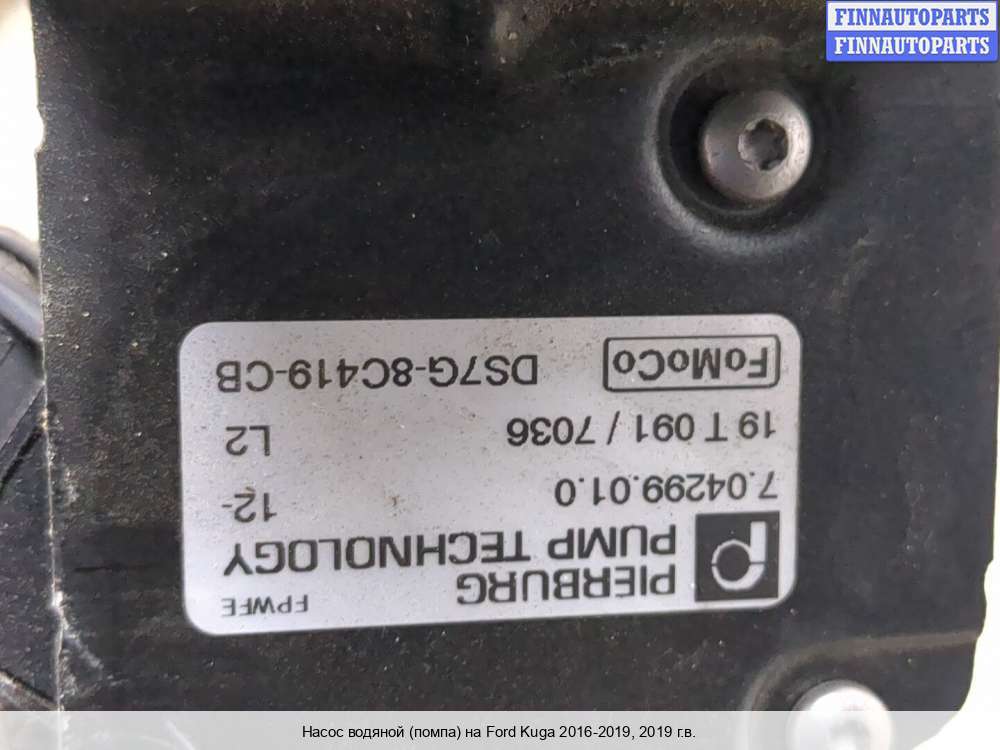 FINNAUTOPARTS
FINNAUTOPARTS
FPWFE
PIERBURG
PUMP TECHNOLOGY
7.04299.01.0 12-
19 T 091 / 7036 L2
FoMoCo DS7G-8C419-CB
Насос водяной (помпа) на Ford Kuga 2016-2019, 2019 г.в.